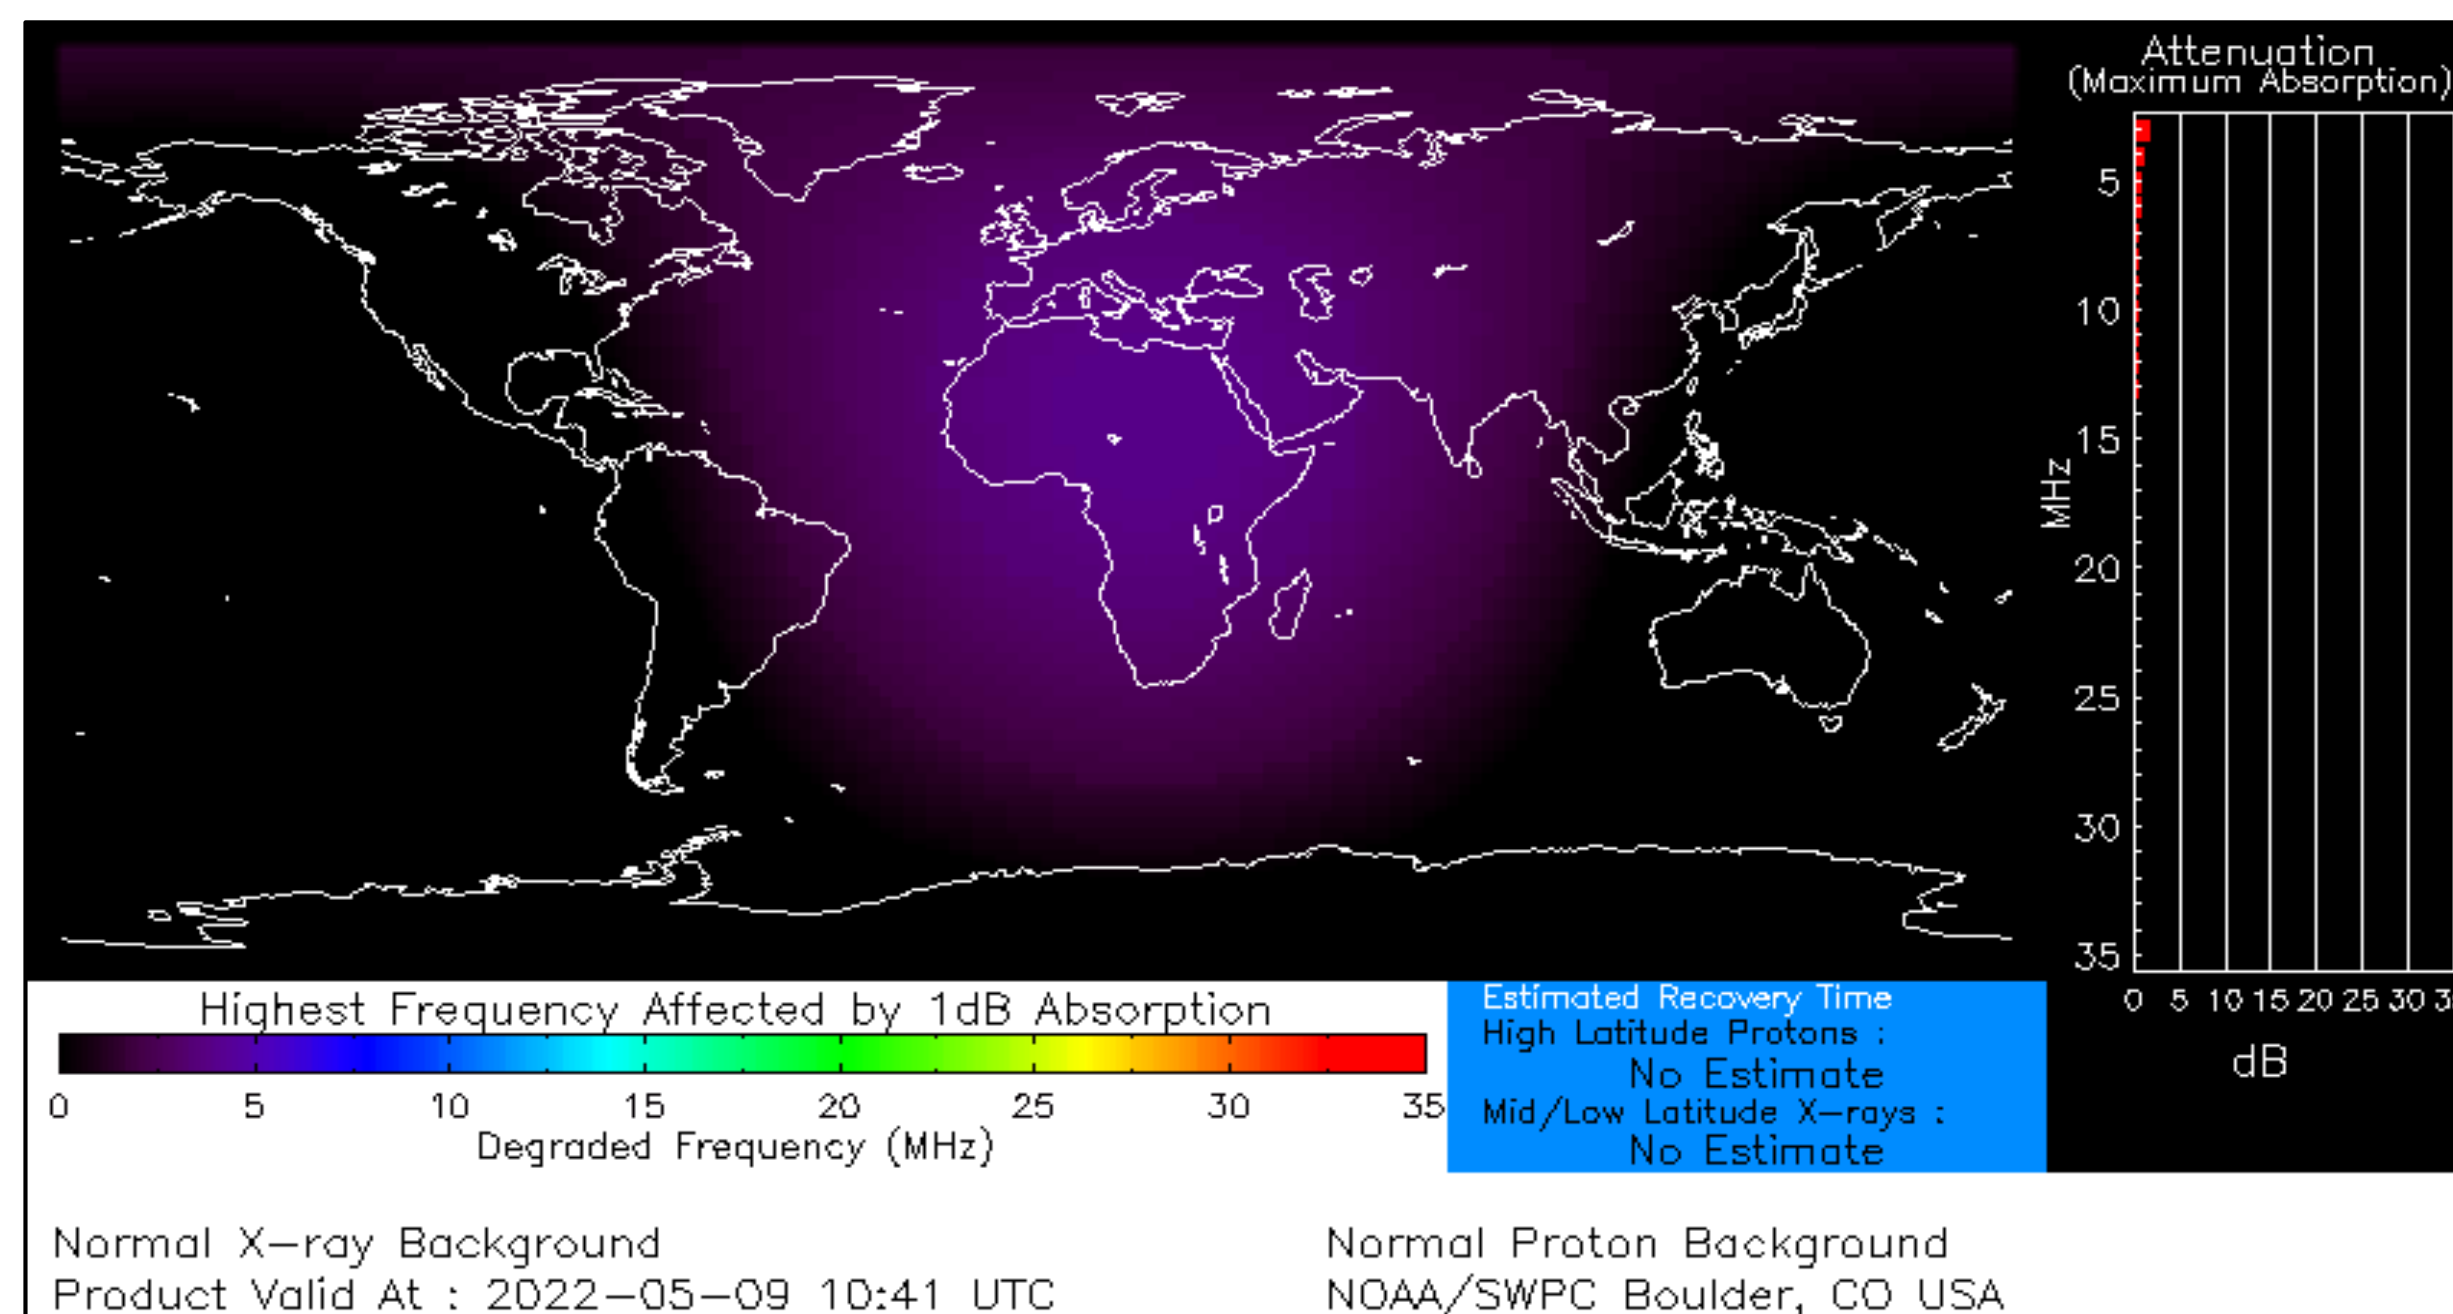 Attenuation
(Maximum Absorption)
5
10
15
20
25
30
35
MHz
0 5 10 15 20 25 30 3
dB
Highest Frequency Affected by 1dB Absorption
0 5 10 15 20 25 30 35
Degraded Frequency (MHz)
Estimated Recovery Time
High Latitude Protons :
No Estimate
Mid/Low Latitude X-rays :
No Estimate
Normal X-ray Background
Product Valid At : 2022-05-09 10:41 UTC
Normal Proton Background
NOAA/SWPC Boulder, CO USA